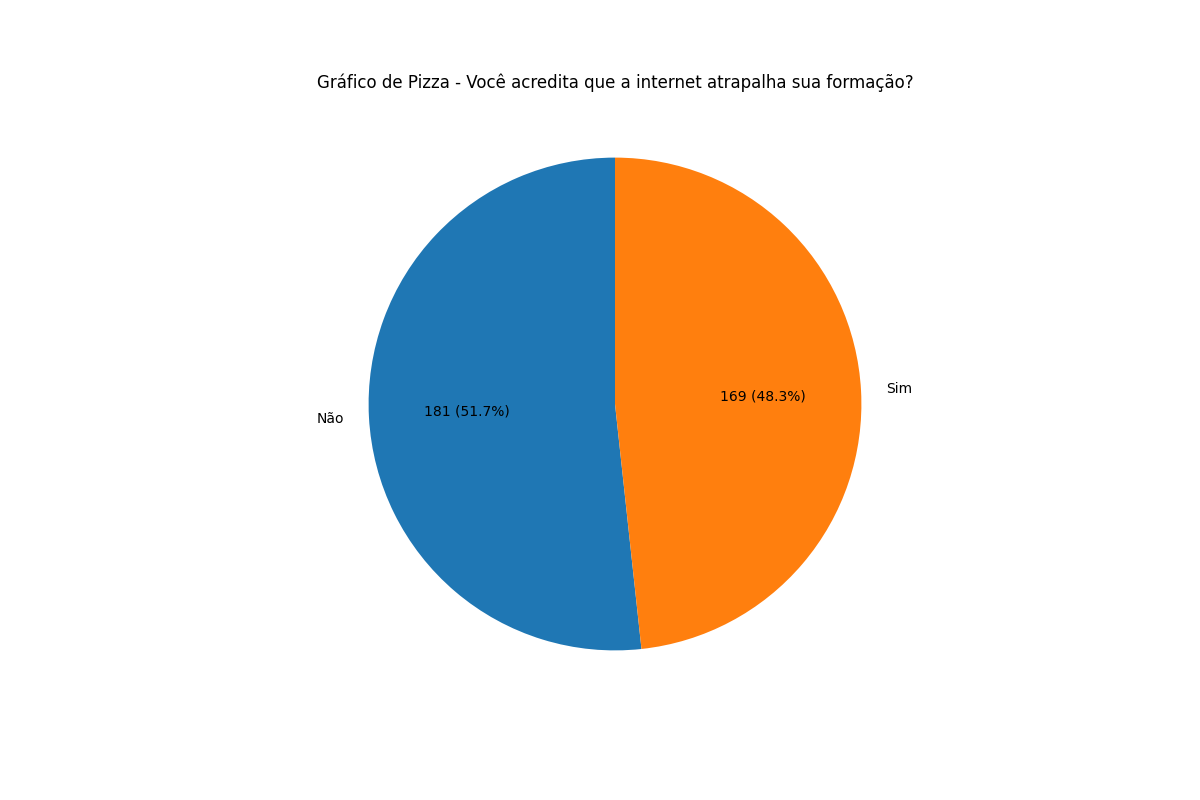 Gráfico de Pizza - Você acredita que a internet atrapalha sua formação?
Sim
169 (48.3%)
181 (51.7%)
Não